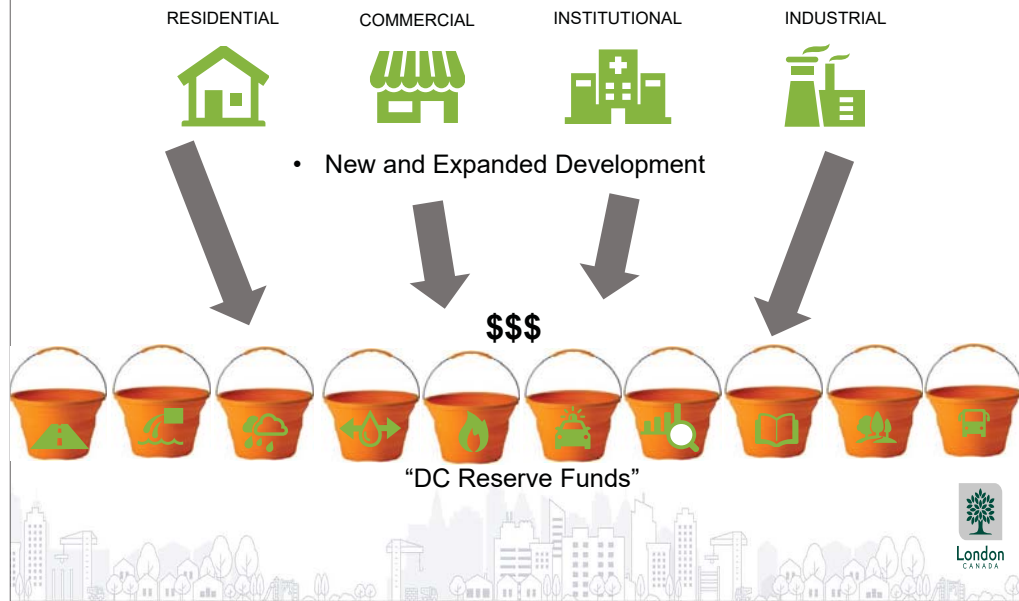 RESIDENTIAL
COMMERCIAL
INSTITUTIONAL
INDUSTRIAL
• New and Expanded Development
$$$
“DC Reserve Funds”
London
CANADA